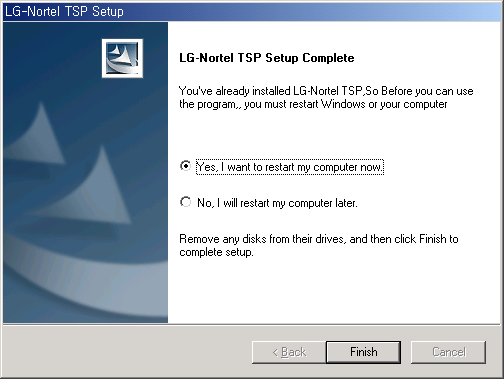 LG-Nortel TSP Setup
LG-Nortel TSP Setup Complete
You've already installed LG-Nortel TSP,So Before you can use
the program,, you must restart Windows or your computer
Yes, I want to restart my computer now.
No, I will restart my computer later.
Remove any disks from their drives, and then click Finish to
complete setup.
< Back Finish Cancel